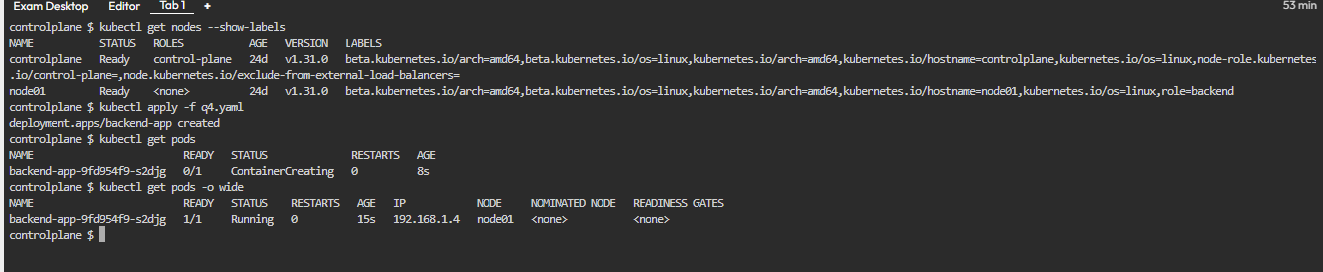 Exam Desktop Editor Tab 1 + 53 min
controlplane $ kubectl get nodes --show-labels
NAME STATUS ROLES AGE VERSION LABELS
controlplane Ready control-plane 24d v1.31.0 beta.kubernetes.io/arch=amd64,beta.kubernetes.io/os=linux,kubernetes.io/arch=amd64,kubernetes.io/hostname=controlplane,kubernetes.io/os=linux,node-role.kubernetes
.io/control-plane=,node.kubernetes.io/exclude-from-external-load-balancers=
node01 Ready <none> 24d v1.31.0 beta.kubernetes.io/arch=amd64,beta.kubernetes.io/os=linux,kubernetes.io/arch=amd64,kubernetes.io/hostname=node01,kubernetes.io/os=linux,role=backend
controlplane $ kubectl apply -f q4.yaml
deployment.apps/backend-app created
controlplane $ kubectl get pods
NAME READY STATUS RESTARTS AGE
backend-app-9fd954f9-s2djg 0/1 ContainerCreating 0 8s
controlplane $ kubectl get pods -o wide
NAME READY STATUS RESTARTS AGE IP NODE NOMINATED NODE READINESS GATES
backend-app-9fd954f9-s2djg 1/1 Running 0 15s 192.168.1.4 node01 <none> <none>
controlplane $